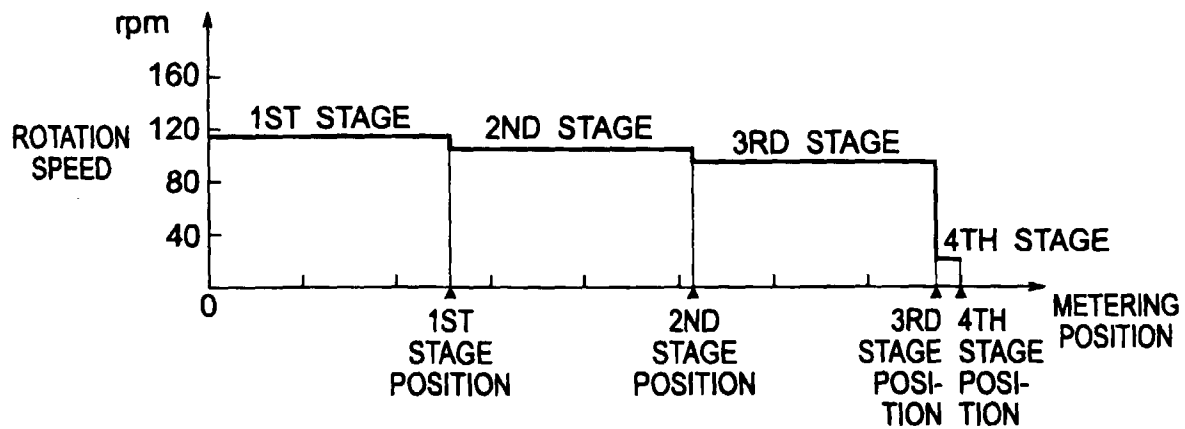 rpm
160
120
80
40
0
ROTATION
SPEED
1ST STAGE
2ND STAGE
3RD STAGE
4TH STAGE
1ST
STAGE
POSITION
2ND
STAGE
POSITION
3RD
STAGE
POSI-
TION
4TH
STAGE
POSI-
TION
METERING
POSITION